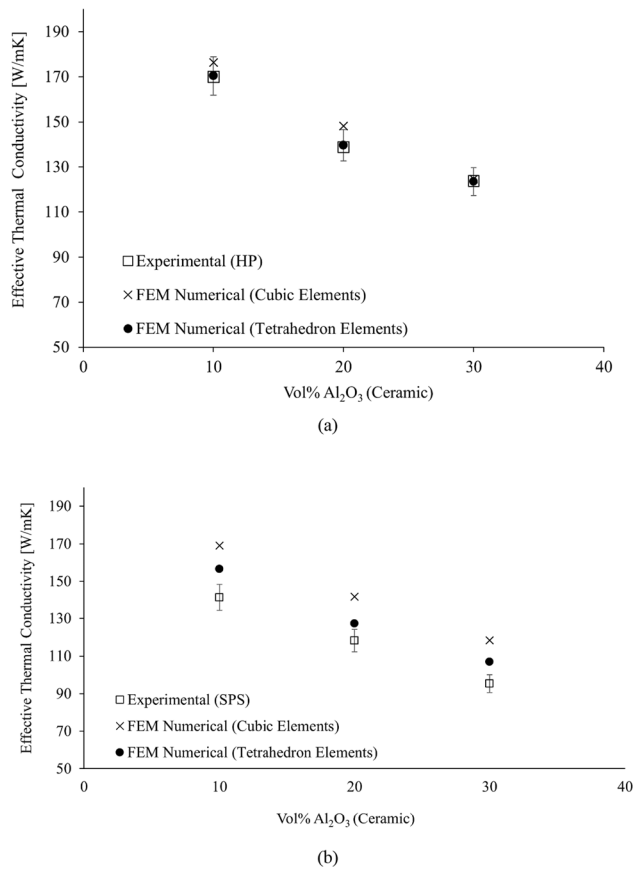 190
170
150
130
110
90
70
50
Effective Thermal Conductivity [W/mK]
Experimental (HP)
FEM Numerical (Cubic Elements)
FEM Numerical (Tetrahedron Elements)
0 10 20 30 40
Vol% Al₂O₃ (Ceramic)
(a)
190
170
150
130
110
90
70
50
Effective Thermal Conductivity [W/mK]
Experimental (SPS)
FEM Numerical (Cubic Elements)
FEM Numerical (Tetrahedron Elements)
0 10 20 30 40
Vol% Al₂O₃ (Ceramic)
(b)